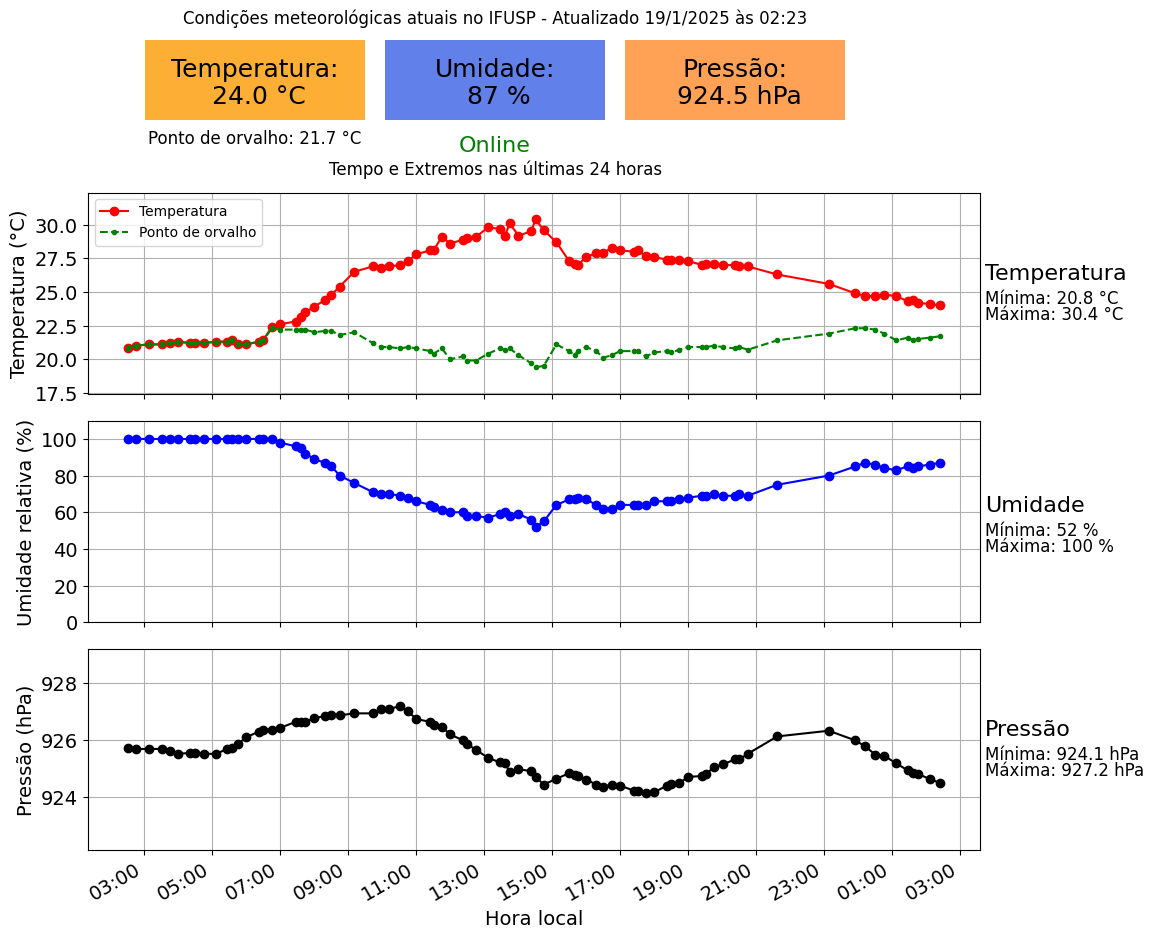 Condições meteorológicas atuais no IFUSP - Atualizado 19/1/2025 às 02:23
Temperatura:
24.0 °C
Umidade:
87 %
Pressão:
924.5 hPa
Ponto de orvalho: 21.7 °C
Online
Tempo e Extremos nas últimas 24 horas
Temperatura (°C)
30.0
27.5
25.0
22.5
20.0
17.5
Temperatura
Ponto de orvalho
Temperatura
Mínima: 20.8 °C
Máxima: 30.4 °C
Umidade relativa (%)
100
80
60
40
20
0
Umidade
Mínima: 52 %
Máxima: 100 %
Pressão (hPa)
928
926
924
Pressão
Mínima: 924.1 hPa
Máxima: 927.2 hPa
03:00 05:00 07:00 09:00 11:00 13:00 15:00 17:00 19:00 21:00 23:00 01:00 03:00
Hora local